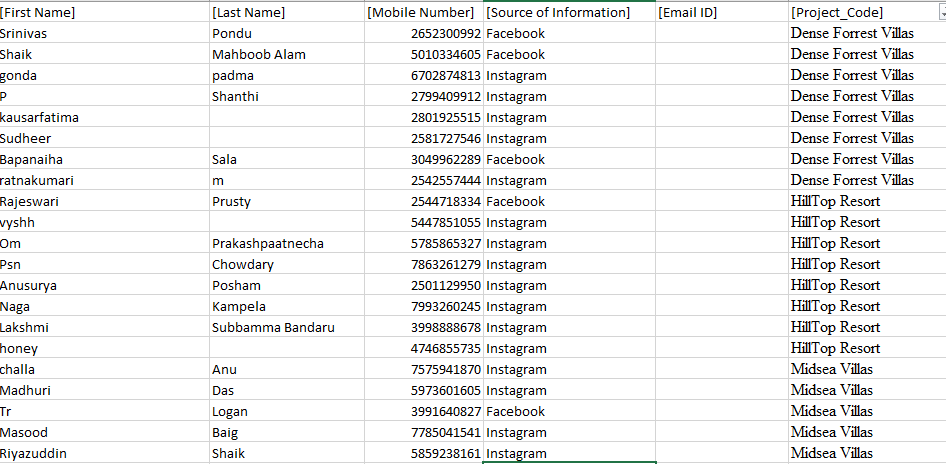 [First Name] [Last Name] [Mobile Number] [Source of Information] [Email ID] [Project_Code]
Srinivas Pondu 2652300992 Facebook Dense Forrest Villas
Shaik Mahboob Alam 5010334605 Facebook Dense Forrest Villas
gonda padma 6702874813 Instagram Dense Forrest Villas
P Shanthi 2799409912 Instagram Dense Forrest Villas
kausarfatima 2801925515 Instagram Dense Forrest Villas
Sudheer 2581727546 Instagram Dense Forrest Villas
Bapanaiha Sala 3049962289 Facebook Dense Forrest Villas
ratnakumari m 2542557444 Instagram Dense Forrest Villas
Rajeswari Prusty 2544718334 Facebook HillTop Resort
vyshh 5447851055 Instagram HillTop Resort
Om Prakashpaatnecha 5785865327 Instagram HillTop Resort
Psn Chowdary 7863261279 Instagram HillTop Resort
Anusurya Posham 2501129950 Instagram HillTop Resort
Naga Kampela 7993260245 Instagram HillTop Resort
Lakshmi Subbamma Bandaru 3998888678 Instagram HillTop Resort
honey 4746855735 Instagram HillTop Resort
challa Anu 7575941870 Instagram Midsea Villas
Madhuri Das 5973601605 Instagram Midsea Villas
Tr Logan 3991640827 Facebook Midsea Villas
Masood Baig 7785041541 Instagram Midsea Villas
Riyazuddin Shaik 5859238161 Instagram Midsea Villas